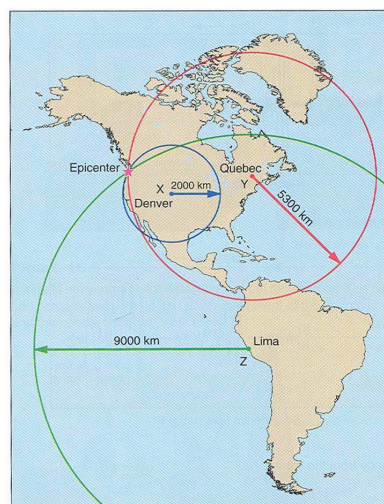 Epicenter
Quebec
X
2000 km
Y
Denver
5300 km
9000 km
Lima
Z